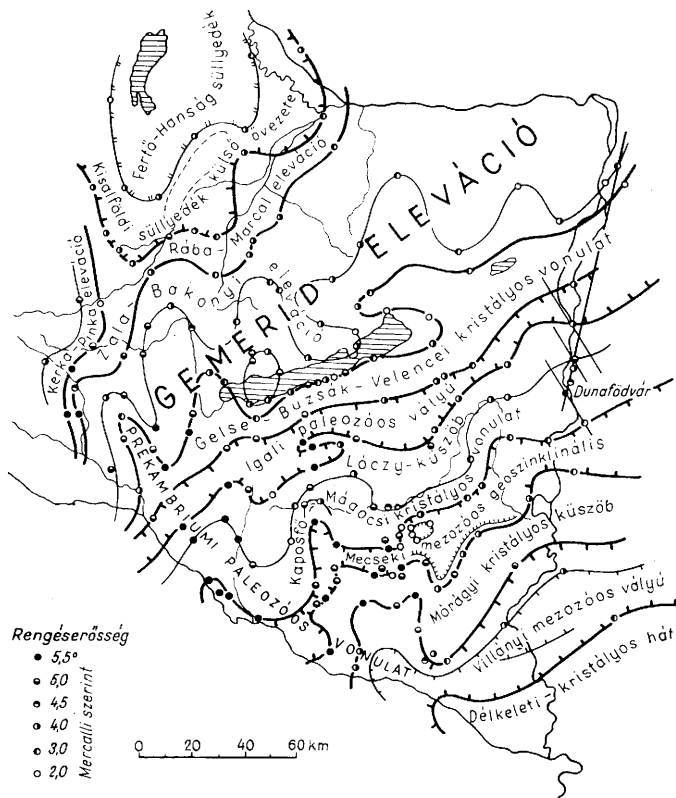 Fertő-Hanság süllyedék
Kisalföldi süllyedék külső övezete
Rába-Marcal eleváció
Kerka-Pinka eleváció
Zala-Bakonyi eleváció
GEMERID ELEVÁCIÓ
Gelse-Buzsák-Velencei kristályos vonulat
Igali paleozóos vályú
Dunafödvár
Lóczy-küszöb
PREKAMBRIUMI PALEOZÓOS VONULAT
Kaposfő-Mágocsi kristályos vonulat
Mecseki mezozóos geoszinklinális
Mórágyi kristályos küszöb
Villányi mezozóos vályú
Délkeleti-kristályos hát
Rengéserősség
5,5°
5,0
4,5
4,0
3,0
2,0
Mercalli szerint
0 20 40 60 km